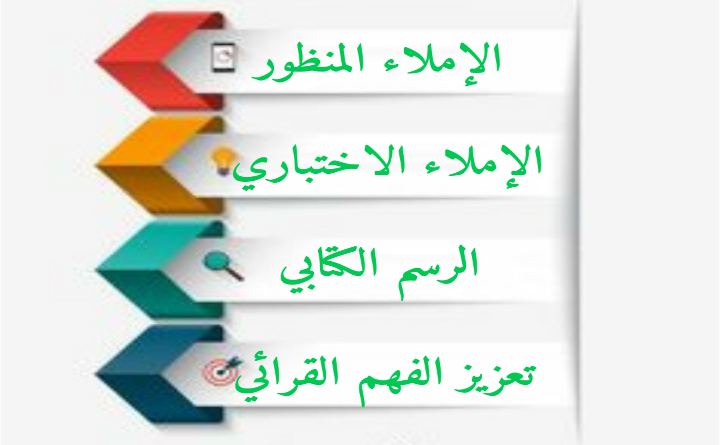 الإملاء المنظور
الإملاء الاختباري
الرسم الكتابي
تعزيز الفهم القرائي